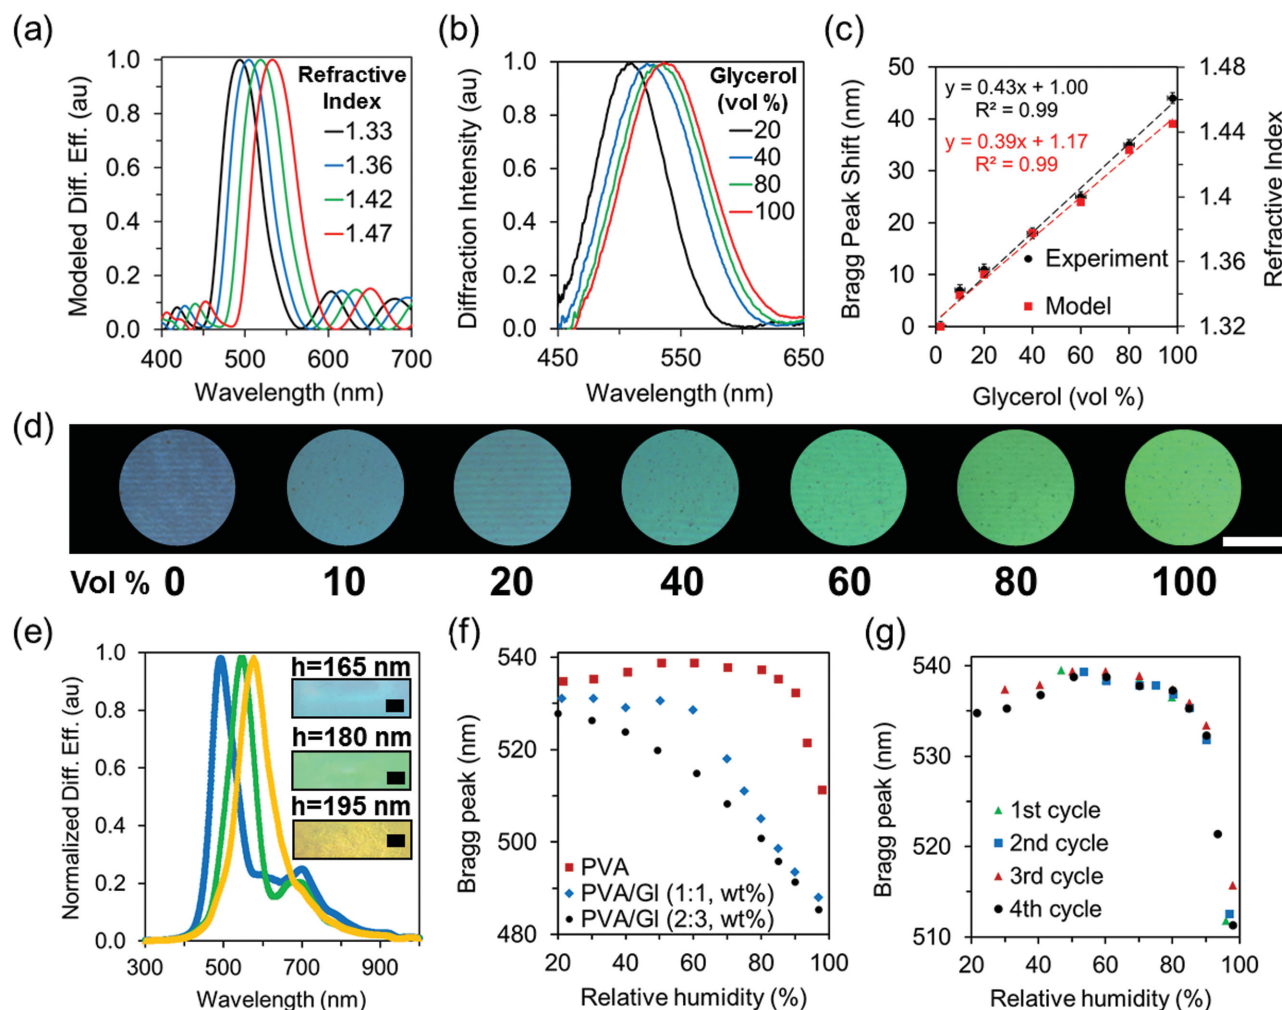 (a)
Modeled Diff. Eff. (au)
1.0
0.8
0.6
0.4
0.2
0.0
400
500
600
700
Wavelength (nm)
Refractive
Index
1.33
1.36
1.42
1.47
(b)
Diffraction Intensity (au)
1.0
0.8
0.6
0.4
0.2
0.0
450
550
650
Wavelength (nm)
Glycerol
(vol %)
20
40
80
100
(c)
Bragg Peak Shift (nm)
50
40
30
20
10
0
y = 0.43x + 1.00
R² = 0.99
y = 0.39x + 1.17
R² = 0.99
Experiment
Model
0
20
40
60
80
100
Glycerol (vol %)
1.48
1.44
1.4
1.36
1.32
Refractive Index
(d)
Vol % 0 10 20 40 60 80 100
(e)
Normalized Diff. Eff. (au)
1.0
0.8
0.6
0.4
0.2
0.0
300
500
700
900
Wavelength (nm)
h=165 nm
h=180 nm
h=195 nm
(f)
Bragg peak (nm)
540
520
500
480
PVA
PVA/Gl (1:1, wt%)
PVA/Gl (2:3, wt%)
20
40
60
80
100
Relative humidity (%)
(g)
Bragg peak (nm)
540
530
520
510
1st cycle
2nd cycle
3rd cycle
4th cycle
20
40
60
80
100
Relative humidity (%)